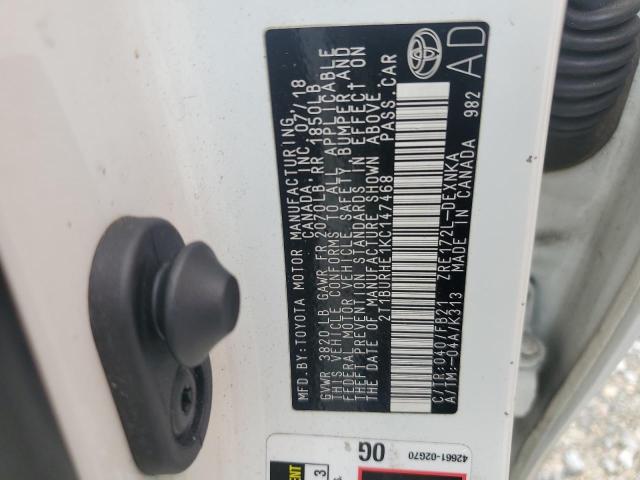 MFD.BY: TOYOTA MOTOR MANUFACTURING,
CANADA, INC. 07/18
GVWR 3820LB GAWR FR 2070LB, RR 1850LB
THIS VEHICLE CONFORMS TO ALL APPLICABLE
FEDERAL MOTOR VEHICLE SAFETY BUMPER, AND
THEFT PREVENTION STANDARDS IN EFFECT ON
THE DATE OF MANUFACTURE SHOWN ABOVE.
2T1BURHE1KC147468 PASS. CAR
C/TR: 040/FB21 ZRE172L-DEXNKA
A/TM: -04A/K313 MADE IN CANADA 982
AD
TOYOTA
42661-02G70
0G
3